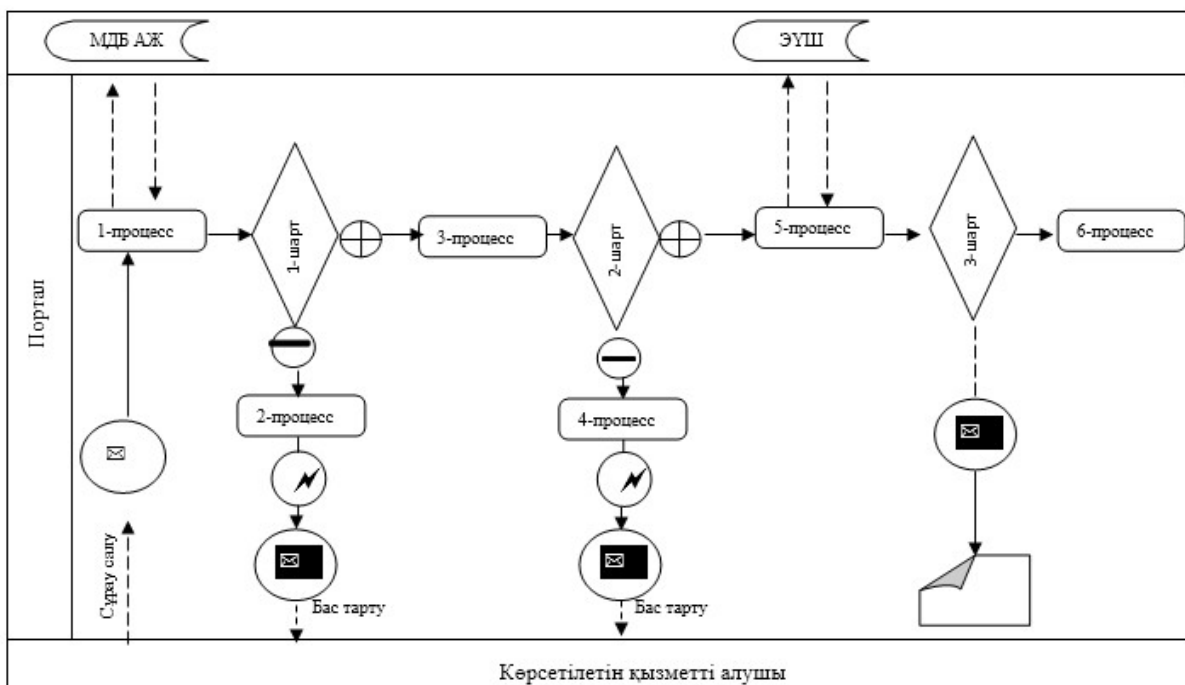 МДБ АЖ
ЭҮШ
Портал
1-процесс
1-шарт
3-процесс
2-шарт
5-процесс
3-шарт
6-процесс
2-процесс
4-процесс
Сұрау салу
Бас тарту
Бас тарту
Көрсетілетін қызметті алушы